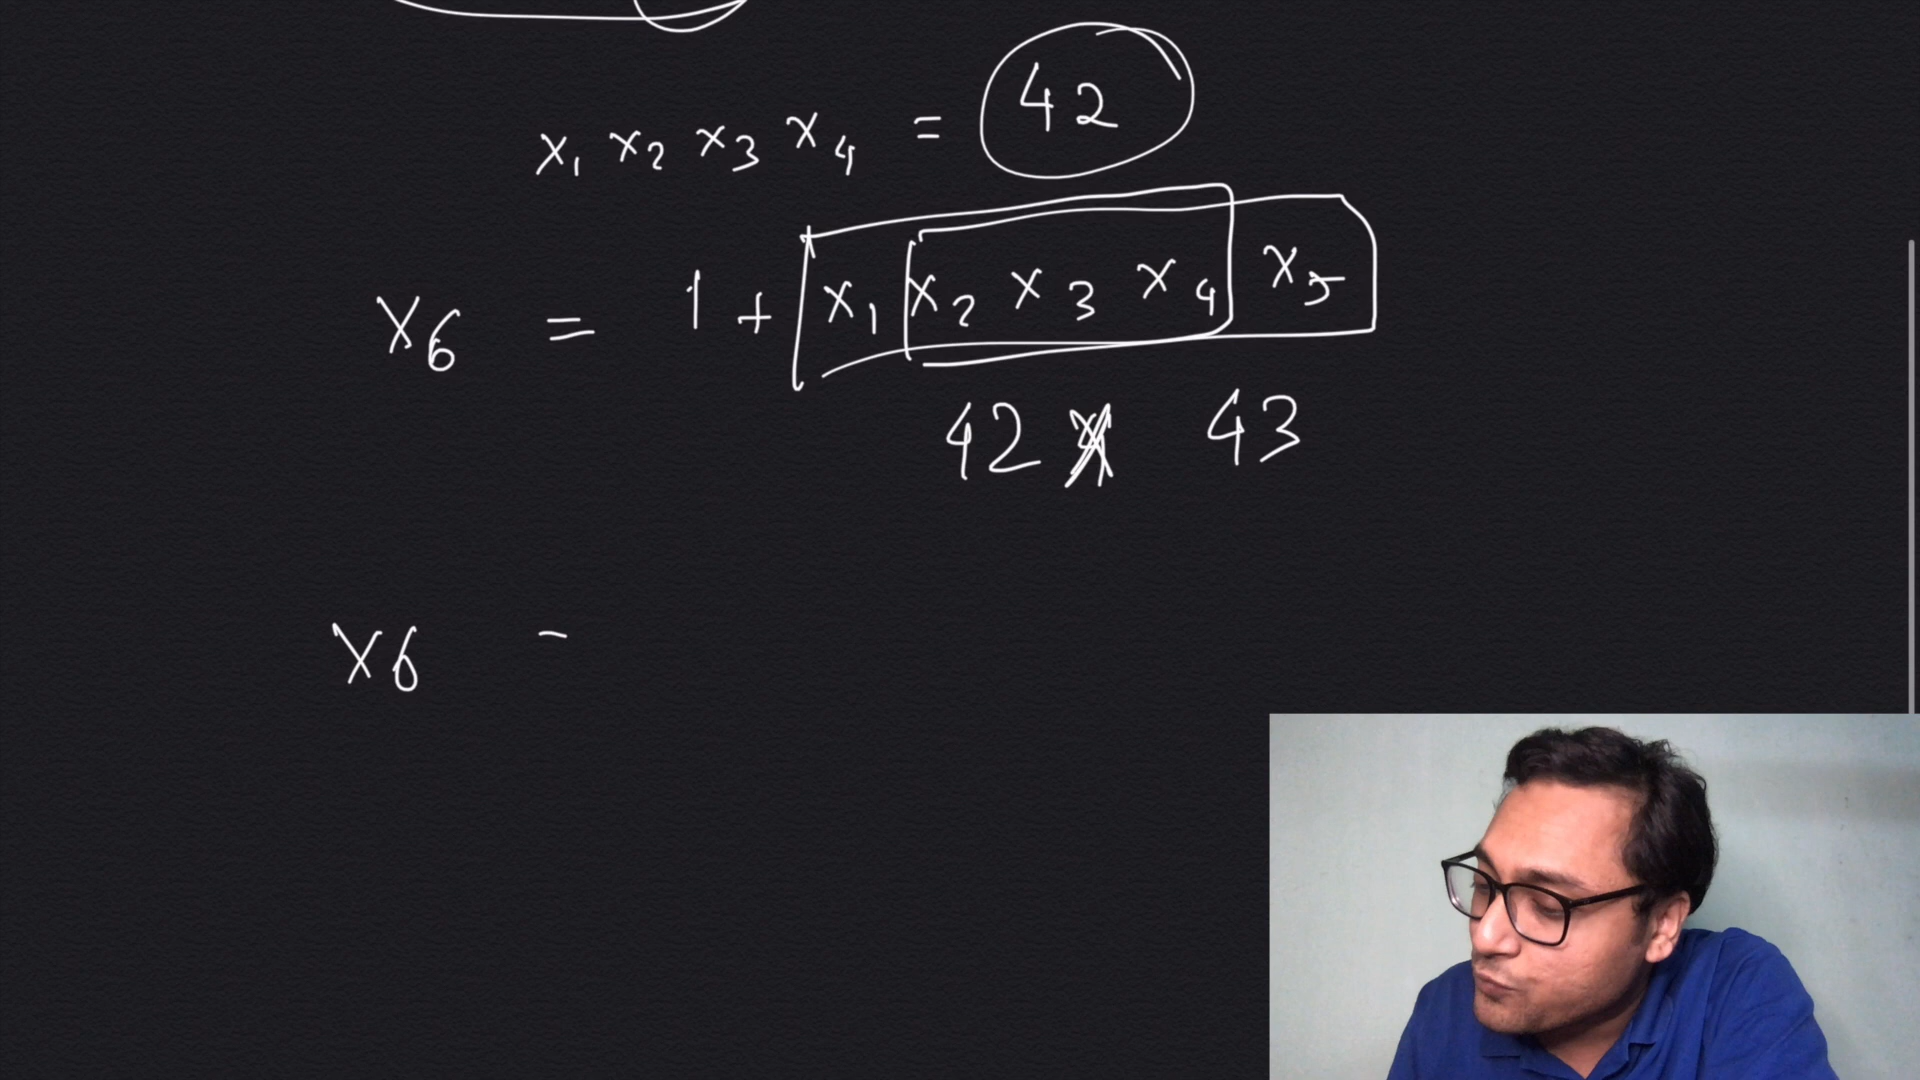 x₁ x₂ x₃ x₄ = 42
x₆ = 1 + x₁ x₂ x₃ x₄ x₅
42 43
x₆ -